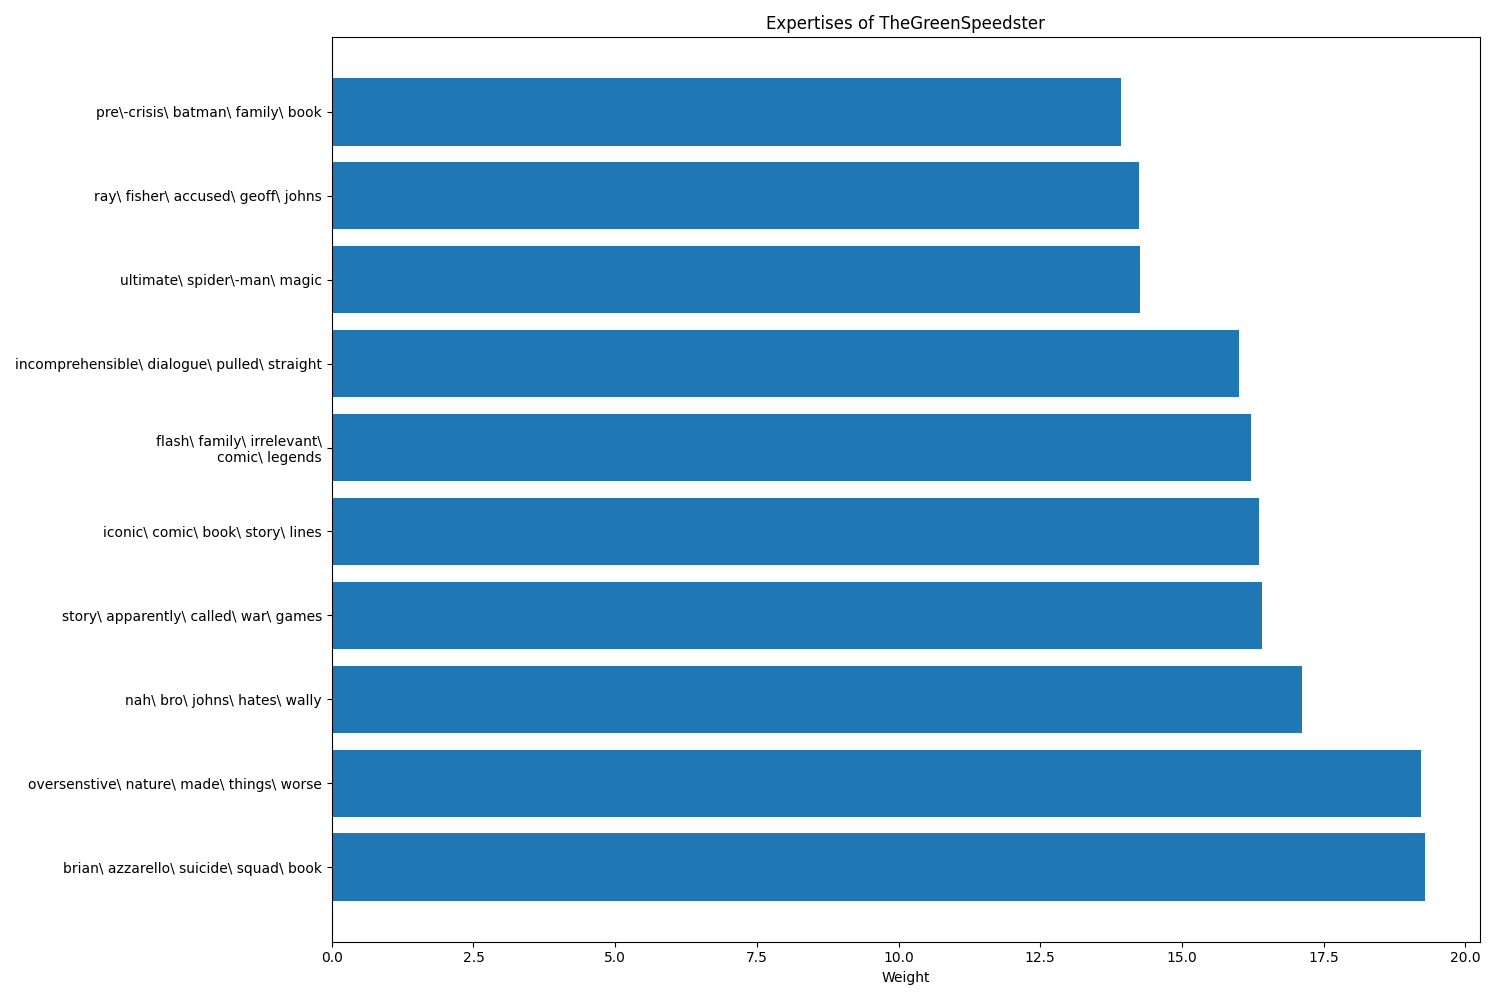 Expertises of TheGreenSpeedster
pre\-crisis\ batman\ family\ book
ray\ fisher\ accused\ geoff\ johns
ultimate\ spider\-man\ magic
incomprehensible\ dialogue\ pulled\ straight
flash\ family\ irrelevant\
comic\ legends
iconic\ comic\ book\ story\ lines
story\ apparently\ called\ war\ games
nah\ bro\ johns\ hates\ wally
oversenstive\ nature\ made\ things\ worse
brian\ azzarello\ suicide\ squad\ book
0.0 2.5 5.0 7.5 10.0 12.5 15.0 17.5 20.0
Weight